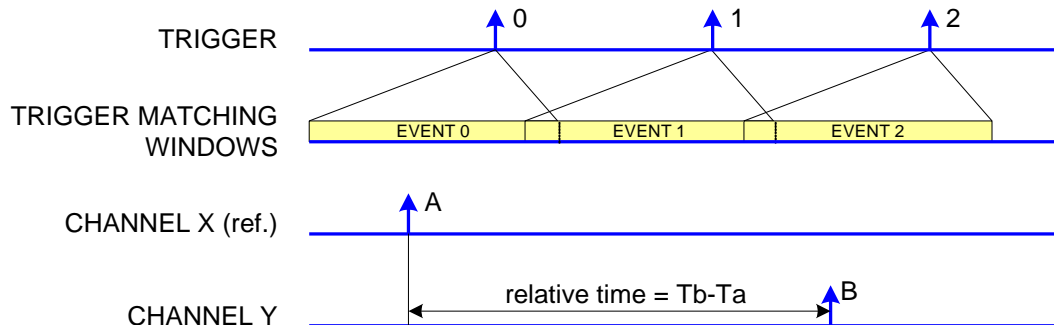 0 1 2
TRIGGER
TRIGGER MATCHING
WINDOWS
EVENT 0 EVENT 1 EVENT 2
A
CHANNEL X (ref.)
relative time = Tb-Ta B
CHANNEL Y